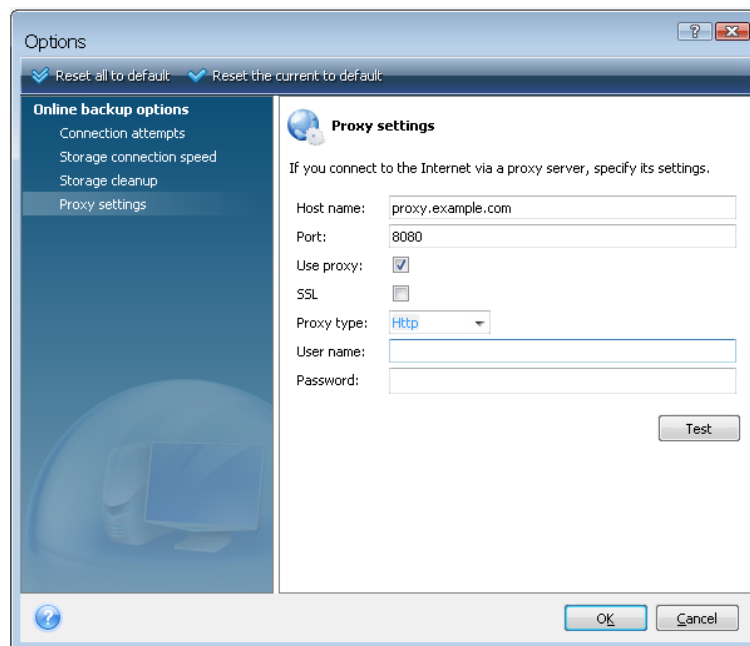 Options
Reset all to default Reset the current to default
Online backup options
Connection attempts
Storage connection speed
Storage cleanup
Proxy settings
Proxy settings
If you connect to the Internet via a proxy server, specify its settings.
Host name: proxy.example.com
Port: 8080
Use proxy:
SSL
Proxy type: Http
User name:
Password:
Test
OK Cancel